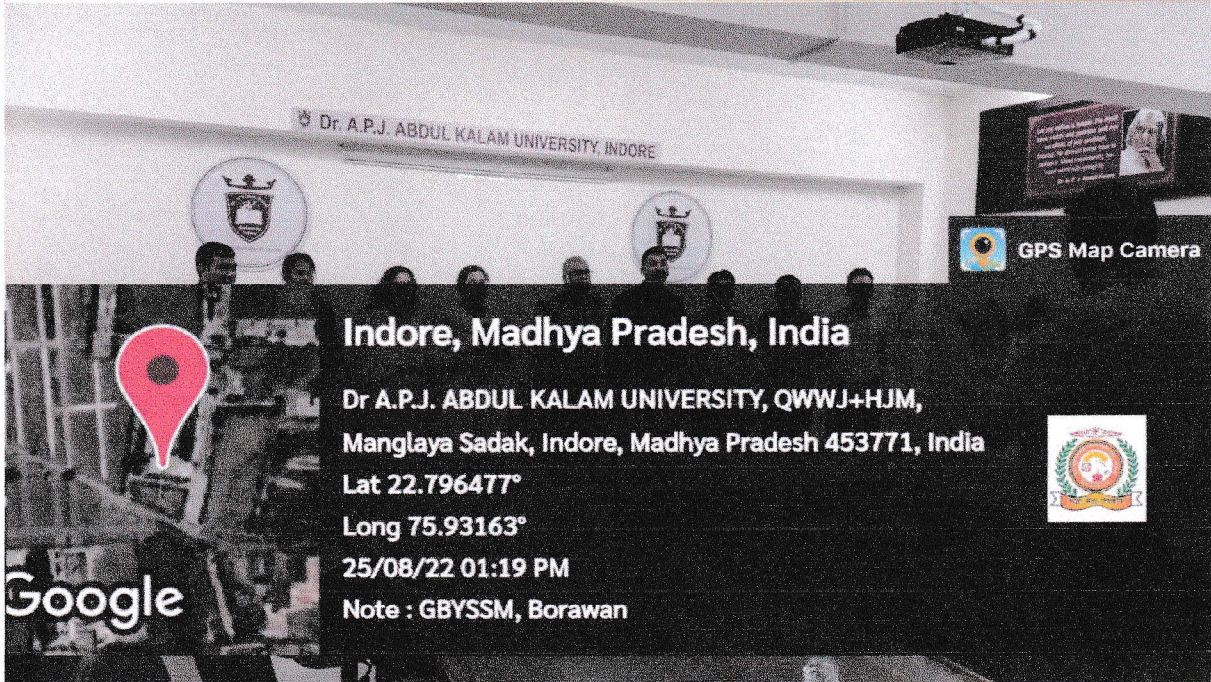 Dr. A.P.J. ABDUL KALAM UNIVERSITY, INDORE
GPS Map Camera
Indore, Madhya Pradesh, India
Dr A.P.J. ABDUL KALAM UNIVERSITY, QWWJ+HJM,
Manglaya Sadak, Indore, Madhya Pradesh 453771, India
Lat 22.796477°
Long 75.93163°
25/08/22 01:19 PM
Note : GBYSSM, Borawan
Google